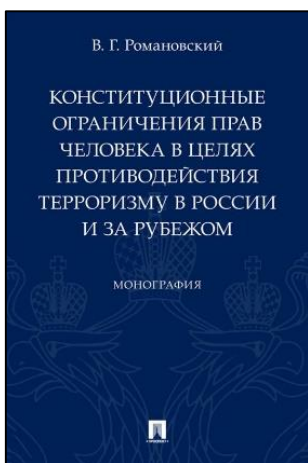 В. Г. Романовский
КОНСТИТУЦИОННЫЕ
ОГРАНИЧЕНИЯ ПРАВ
ЧЕЛОВЕКА В ЦЕЛЯХ
ПРОТИВОДЕЙСТВИЯ
ТЕРРОРИЗМУ В РОССИИ
И ЗА РУБЕЖОМ
МОНОГРАФИЯ